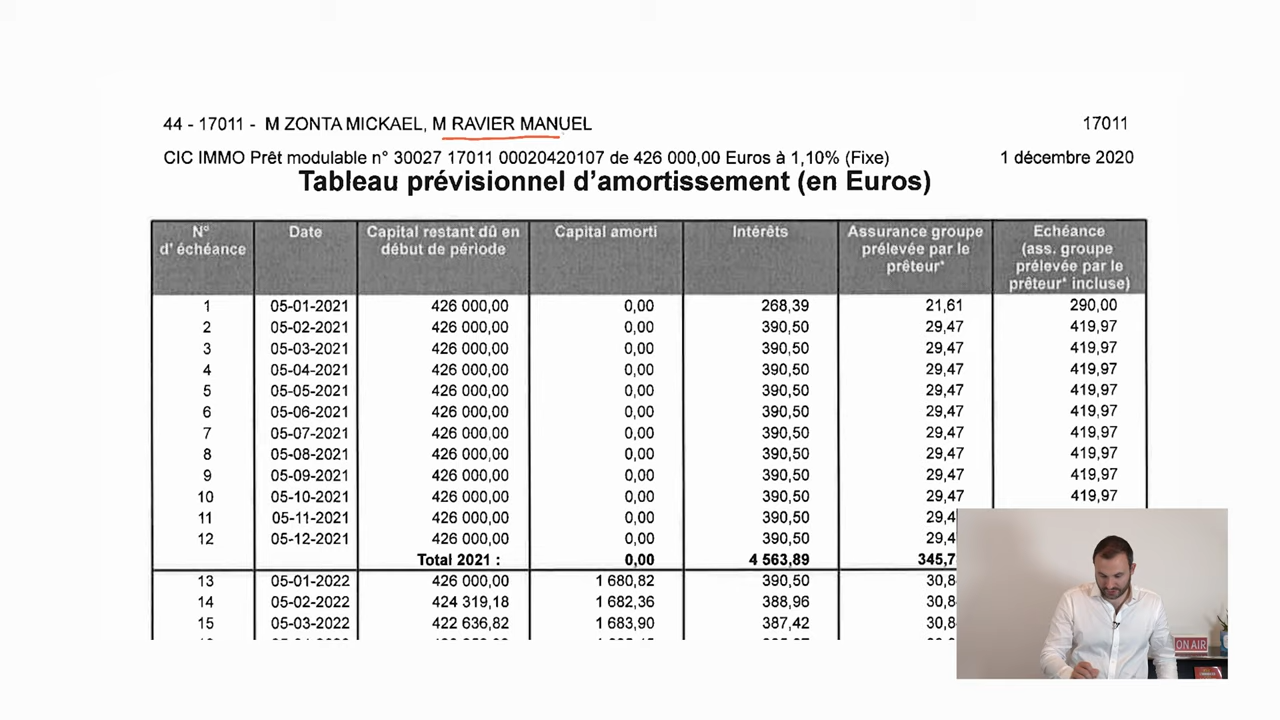 44 - 17011 - M ZONTA MICKAEL, M RAVIER MANUEL 17011
CIC IMMO Prêt modulable n° 30027 17011 00020420107 de 426 000,00 Euros à 1,10% (Fixe) 1 décembre 2020
Tableau prévisionnel d'amortissement (en Euros)
N° d' échéance Date Capital restant dû en début de période Capital amorti Intérêts Assurance groupe prélevée par le prêteur* Echéance (ass. groupe prélevée par le prêteur* incluse)
1 05-01-2021 426 000,00 0,00 268,39 21,61 290,00
2 05-02-2021 426 000,00 0,00 390,50 29,47 419,97
3 05-03-2021 426 000,00 0,00 390,50 29,47 419,97
4 05-04-2021 426 000,00 0,00 390,50 29,47 419,97
5 05-05-2021 426 000,00 0,00 390,50 29,47 419,97
6 05-06-2021 426 000,00 0,00 390,50 29,47 419,97
7 05-07-2021 426 000,00 0,00 390,50 29,47 419,97
8 05-08-2021 426 000,00 0,00 390,50 29,47 419,97
9 05-09-2021 426 000,00 0,00 390,50 29,47 419,97
10 05-10-2021 426 000,00 0,00 390,50 29,47 419,97
11 05-11-2021 426 000,00 0,00 390,50 29,4
12 05-12-2021 426 000,00 0,00 390,50 29,4
Total 2021 : 0,00 4 563,89 345,7
13 05-01-2022 426 000,00 1 680,82 390,50 30,8
14 05-02-2022 424 319,18 1 682,36 388,96 30,8
15 05-03-2022 422 636,82 1 683,90 387,42 30,8
ON AIR